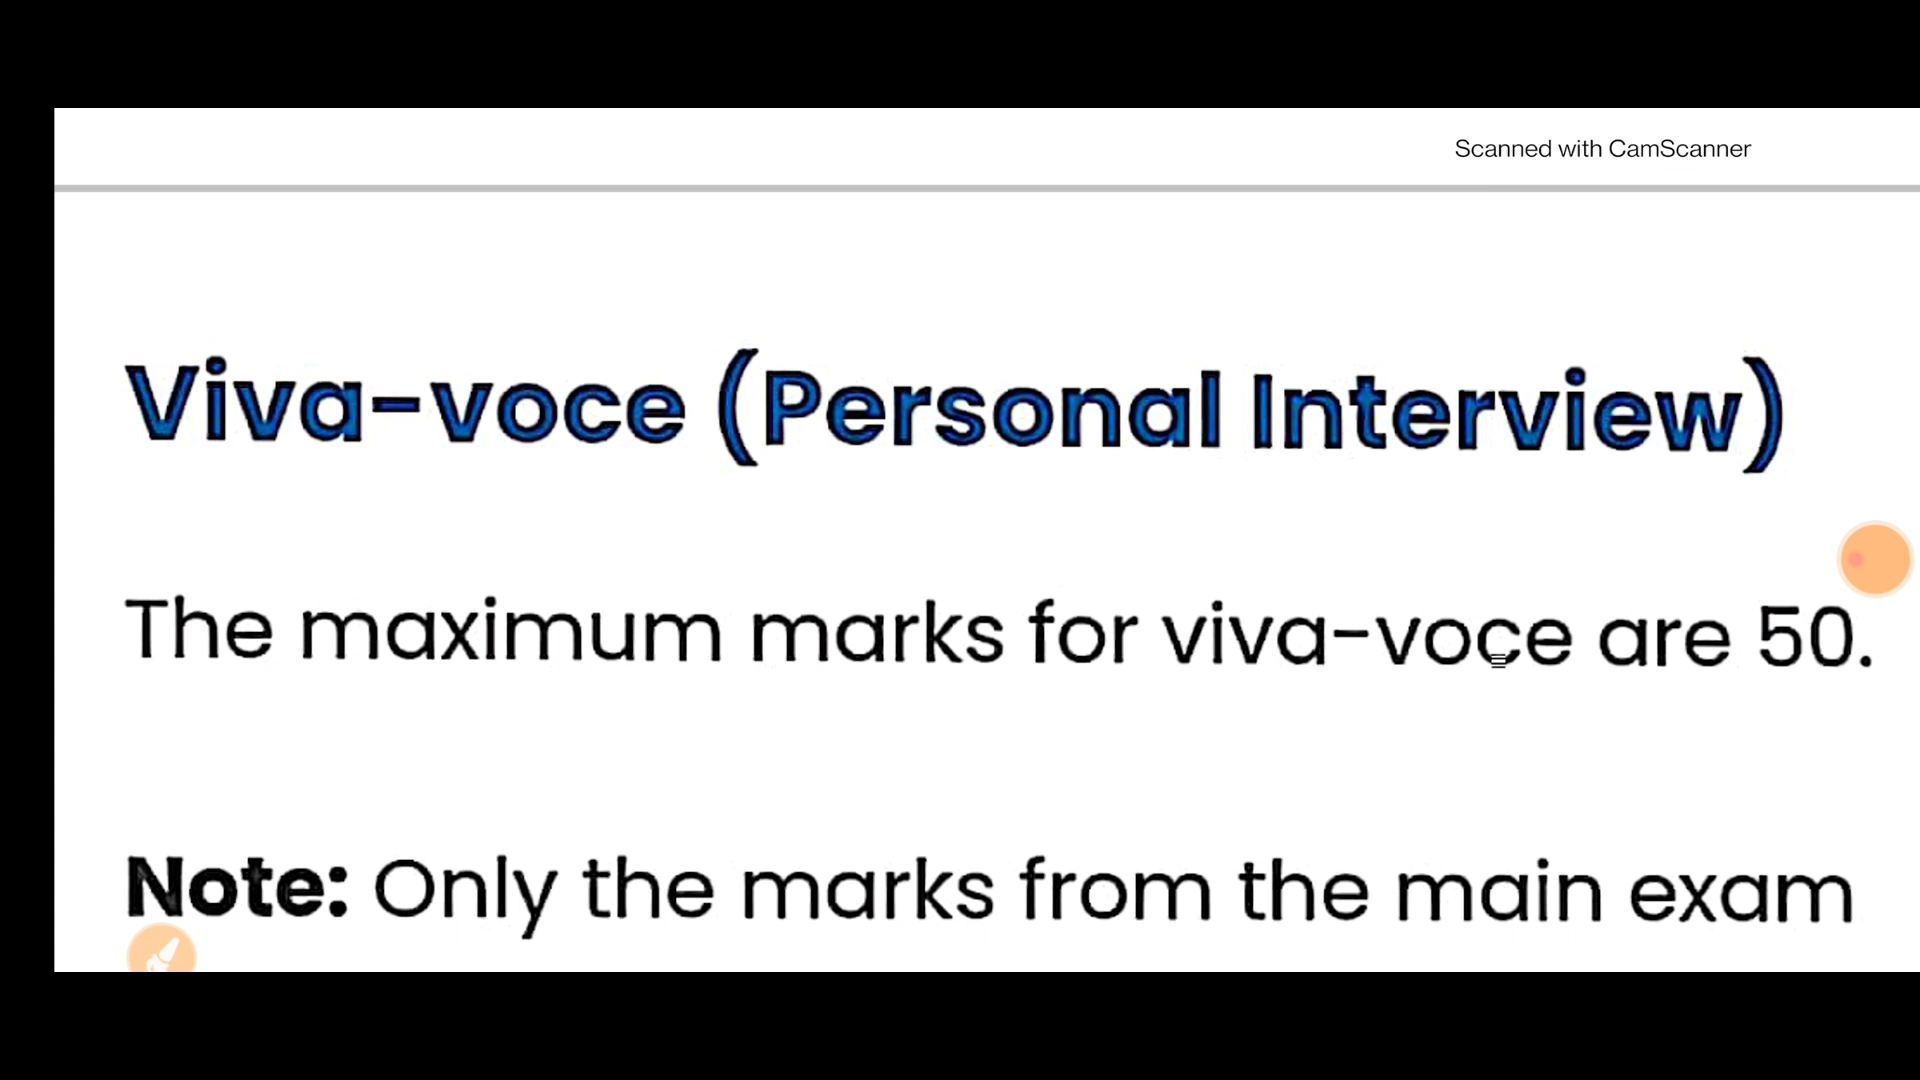 Scanned with CamScanner
Viva-voce (Personal Interview)
The maximum marks for viva-voce are 50.
Note: Only the marks from the main exam